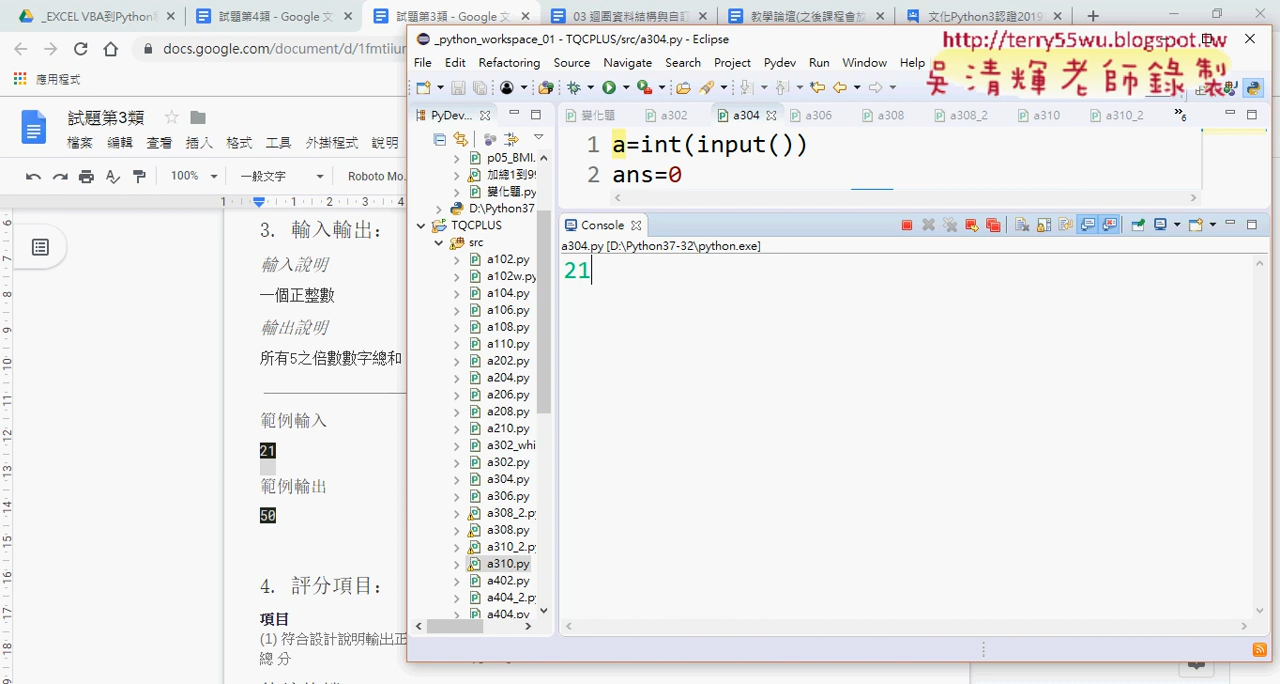 _EXCEL VBA到Python
試題第4類 - Google 文
試題第3類 - Google 文
03 迴圈資料結構與自訂
教學論壇(之後課程會放
文化Python3認證2019
docs.google.com/document/d/1fmtiiun
應用程式
試題第3類
檔案 編輯 查看 插入 格式 工具 外掛程式 說明
100% 一般文字 Roboto Mo...
_python_workspace_01 - TQCPLUS/src/a304.py - Eclipse
http://terry55wu.blogspot.tw
吳清輝老師錄製
File Edit Refactoring Source Navigate Search Project Pydev Run Window Help
PyDev...
變化題 a302 a304 a306 a308 a308_2 a310 a310_2
1 a=int(input())
2 ans=0
p05_BMI.
加總1到99
變化題.py
D:\Python37
TQCPLUS
src
a102.py
a102w.py
a104.py
a106.py
a108.py
a110.py
a202.py
a204.py
a206.py
a208.py
a210.py
a302_whi
a302.py
a304.py
a306.py
a308_2.py
a308.py
a310_2.py
a310.py
a402.py
a404_2.py
a404.py
Console
a304.py [D:\Python37-32\python.exe]
21
3. 輸入輸出:
輸入說明
一個正整數
輸出說明
所有5之倍數數字總和
範例輸入
21
範例輸出
50
4. 評分項目:
項目
(1) 符合設計說明輸出正
總 分